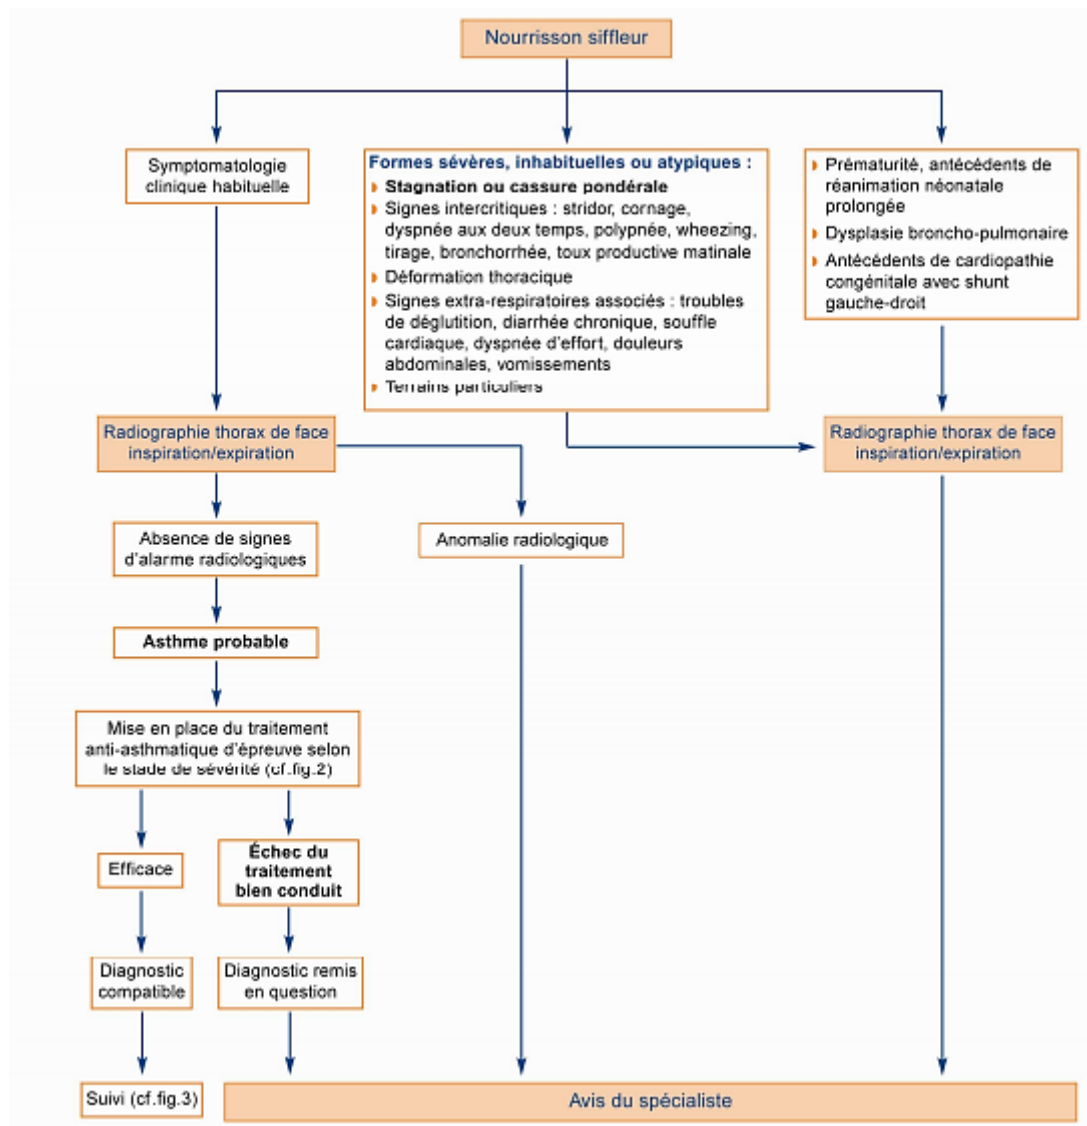 Nourrisson siffleur
Symptomatologie
clinique habituelle
Formes sévères, inhabituelles ou atypiques :
Stagnation ou cassure pondérale
Signes intercritiques : stridor, cornage,
dyspnée aux deux temps, polypnée, wheezing,
tirage, bronchorrhée, toux productive matinale
Déformation thoracique
Signes extra-respiratoires associés : troubles
de déglutition, diarrhée chronique, souffle
cardiaque, dyspnée d'effort, douleurs
abdominales, vomissements
Terrains particuliers
Prématurité, antécédents de
réanimation néonatale
prolongée
Dysplasie broncho-pulmonaire
Antécédents de cardiopathie
congénitale avec shunt
gauche-droit
Radiographie thorax de face
inspiration/expiration
Radiographie thorax de face
inspiration/expiration
Absence de signes
d'alarme radiologiques
Anomalie radiologique
Asthme probable
Mise en place du traitement
anti-asthmatique d'épreuve selon
le stade de sévérité (cf.fig.2)
Efficace
Échec du
traitement
bien conduit
Diagnostic
compatible
Diagnostic remis
en question
Suivi (cf.fig.3)
Avis du spécialiste